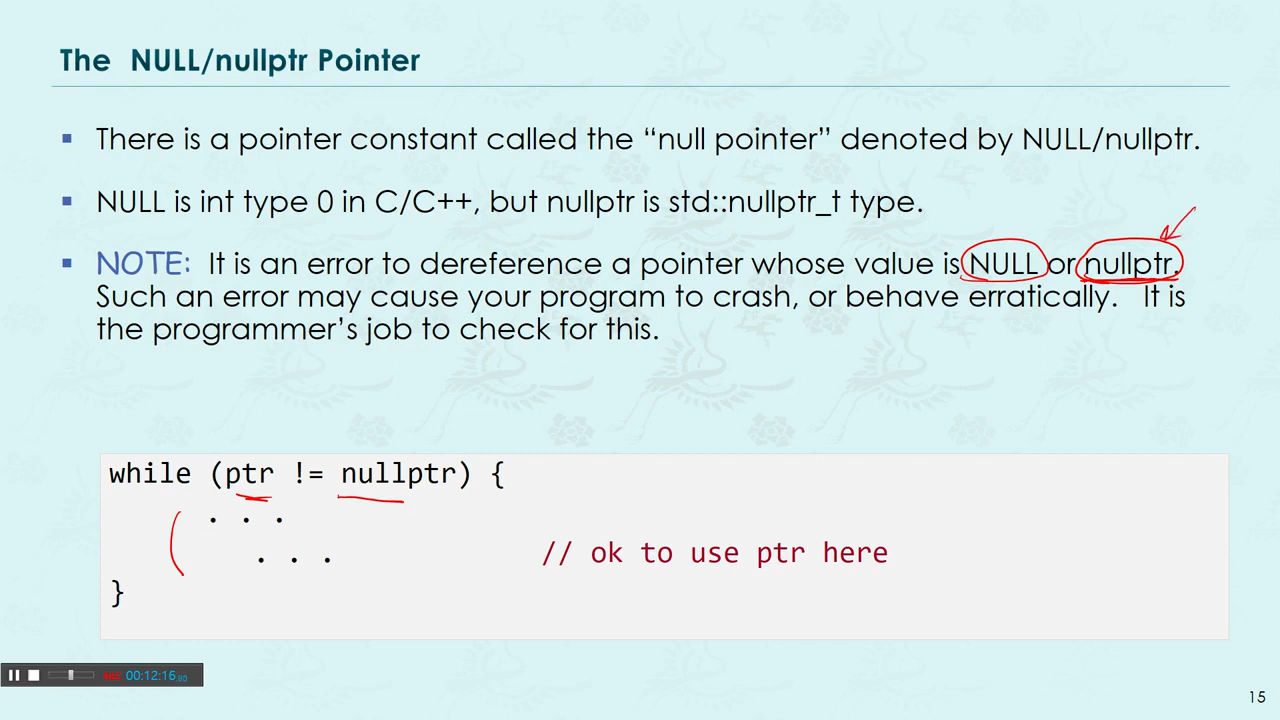 The NULL/nullptr Pointer
▪ There is a pointer constant called the “null pointer” denoted by NULL/nullptr.
▪ NULL is int type 0 in C/C++, but nullptr is std::nullptr_t type.
▪ NOTE: It is an error to dereference a pointer whose value is NULL or nullptr.
Such an error may cause your program to crash, or behave erratically. It is
the programmer’s job to check for this.
while (ptr != nullptr) {
. . .
. . . // ok to use ptr here
}
00:12:16
15